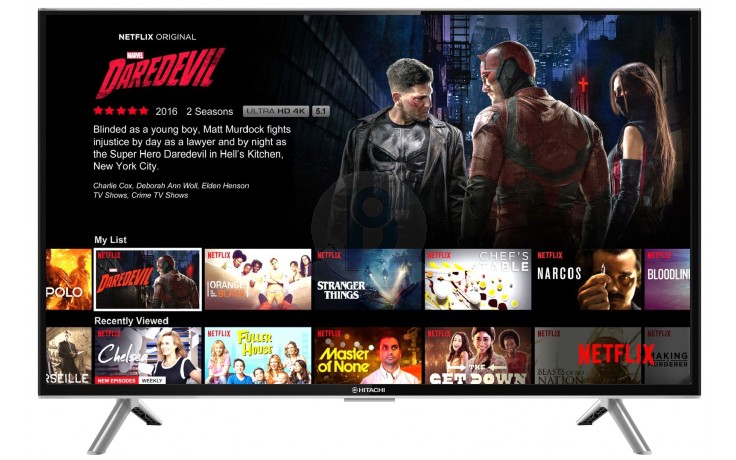 NETFLIX ORIGINAL
MARVEL
DAREDEVIL
2016 2 Seasons ULTRA HD 4K 5.1
Blinded as a young boy, Matt Murdock fights
injustice by day as a lawyer and by night as
the Super Hero Daredevil in Hell's Kitchen,
New York City.
Charlie Cox, Deborah Ann Woll, Elden Henson
TV Shows, Crime TV Shows
My List
POLO
NETFLIX
DAREDEVIL
NETFLIX
ORANGE
IS THE NEW
BLACK
NETFLIX
STRANGER
THINGS
NETFLIX
CHEF'S
TABLE
NETFLIX
NARCOS
NETFLIX
BLOODLIN
Recently Viewed
RSEILLE
NETFLIX
Chelsea
NEW EPISODES WEEKLY
NETFLIX
FULLER
HOUSE
NETFLIX
Master
of None
NETFLIX
THE
GET DOWN
NETFLIX
BEASTS OF NO
NATION
NETFLIX
MAKING
MURDERER
NETFLIX
HITACHI